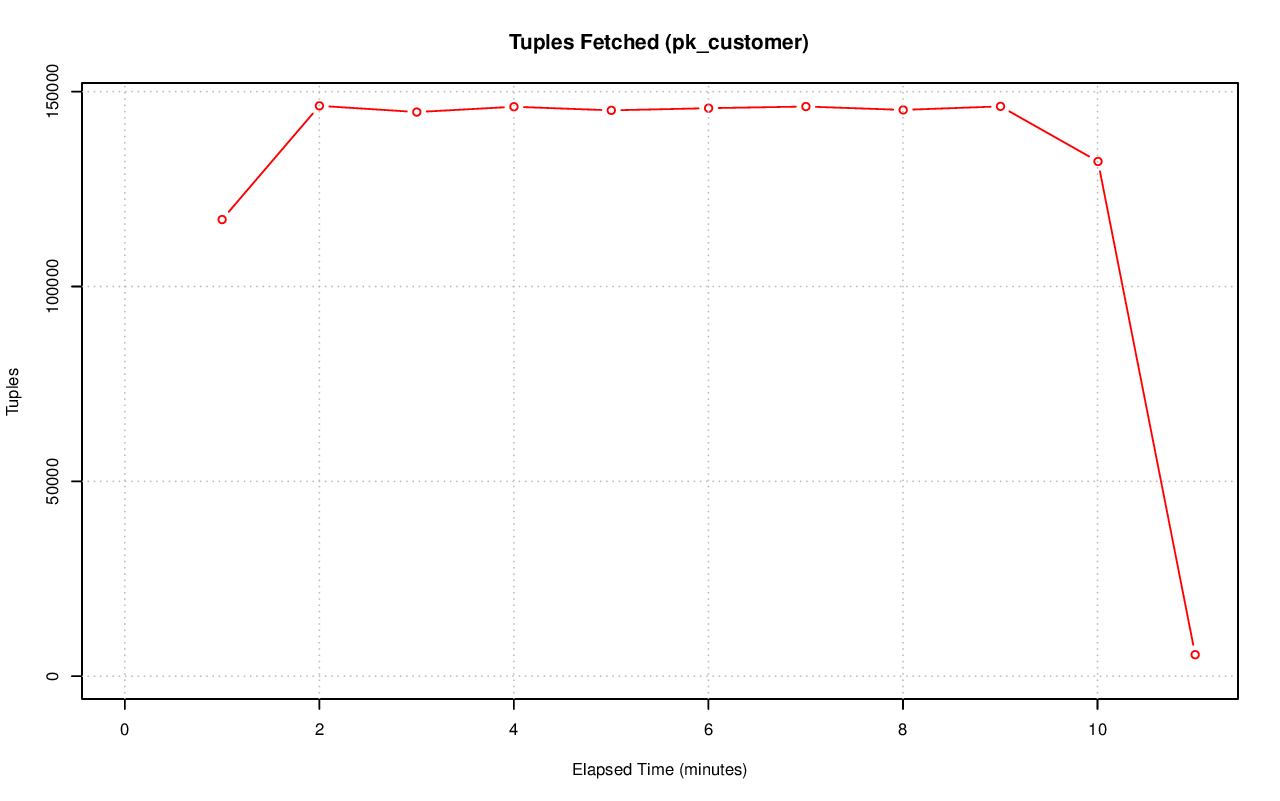 Tuples Fetched (pk_customer)
150000
100000
50000
0
Tuples
0 2 4 6 8 10
Elapsed Time (minutes)